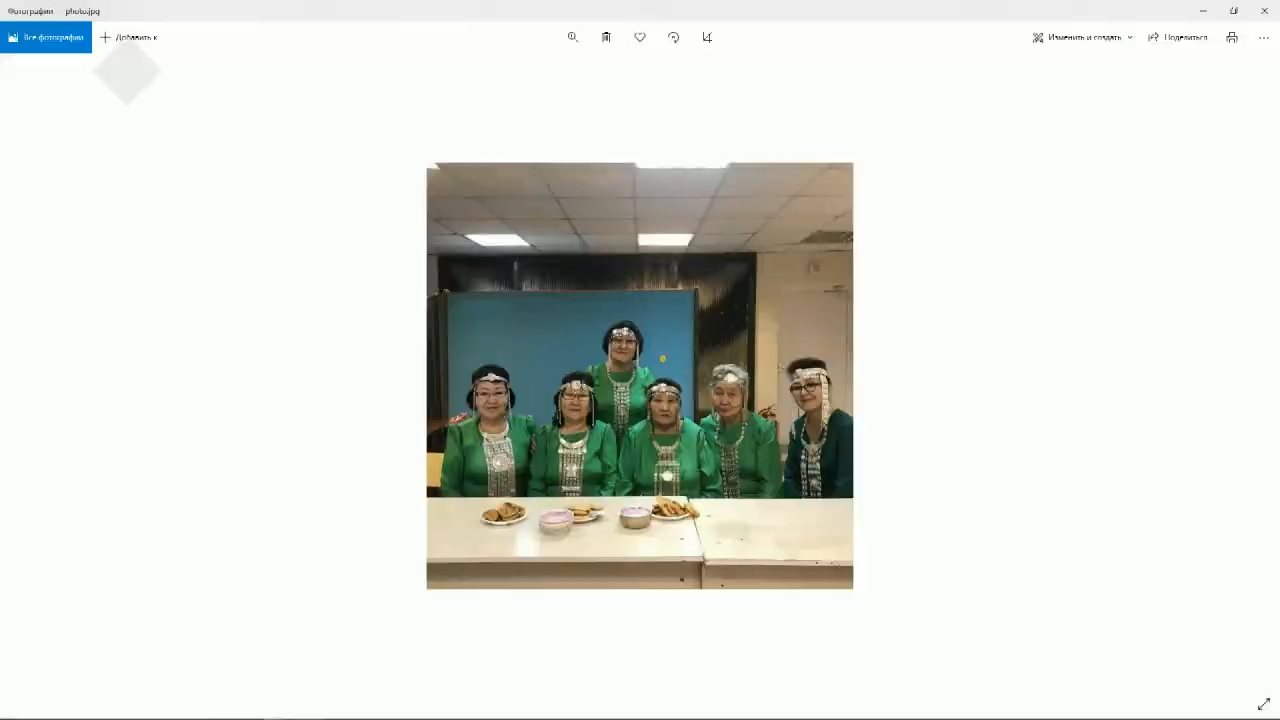 Фотографии photo.jpg
Все фотографии
Добавить к
Изменить и создать
Поделиться